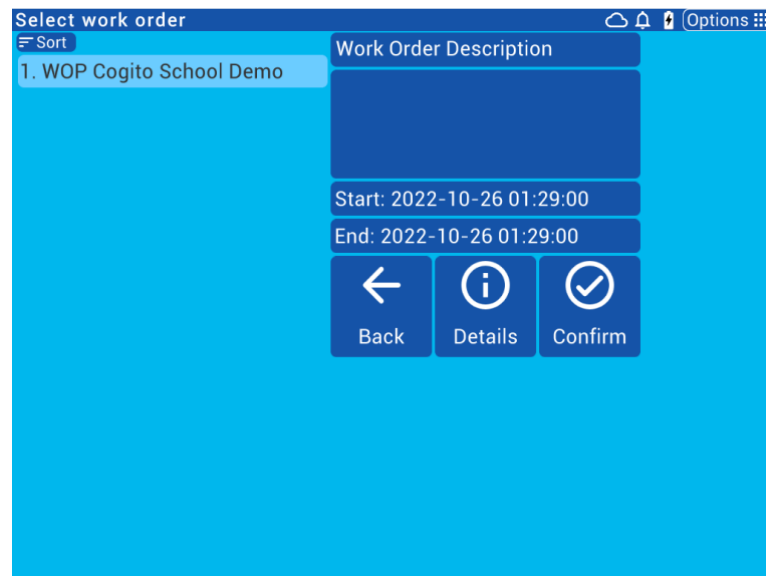 Select work order
Options
Sort
1. WOP Cogito School Demo
Work Order Description
Start: 2022-10-26 01:29:00
End: 2022-10-26 01:29:00
Back
Details
Confirm